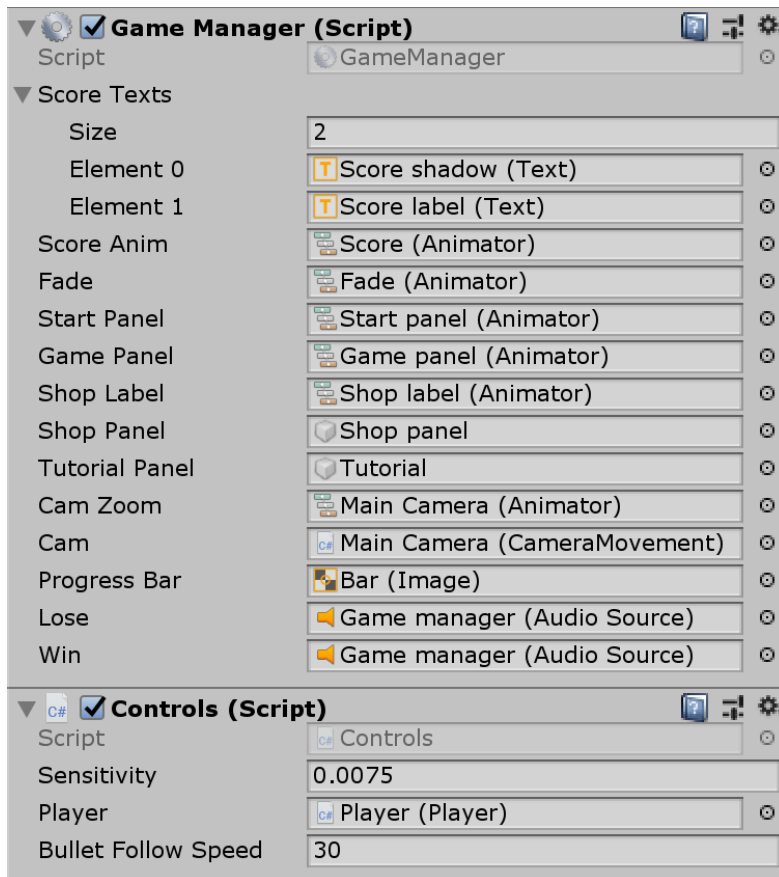 Game Manager (Script)
Script GameManager
Score Texts
Size 2
Element 0 Score shadow (Text)
Element 1 Score label (Text)
Score Anim Score (Animator)
Fade Fade (Animator)
Start Panel Start panel (Animator)
Game Panel Game panel (Animator)
Shop Label Shop label (Animator)
Shop Panel Shop panel
Tutorial Panel Tutorial
Cam Zoom Main Camera (Animator)
Cam c# Main Camera (CameraMovement)
Progress Bar Bar (Image)
Lose Game manager (Audio Source)
Win Game manager (Audio Source)
C# Controls (Script)
Script c# Controls
Sensitivity 0.0075
Player c# Player (Player)
Bullet Follow Speed 30